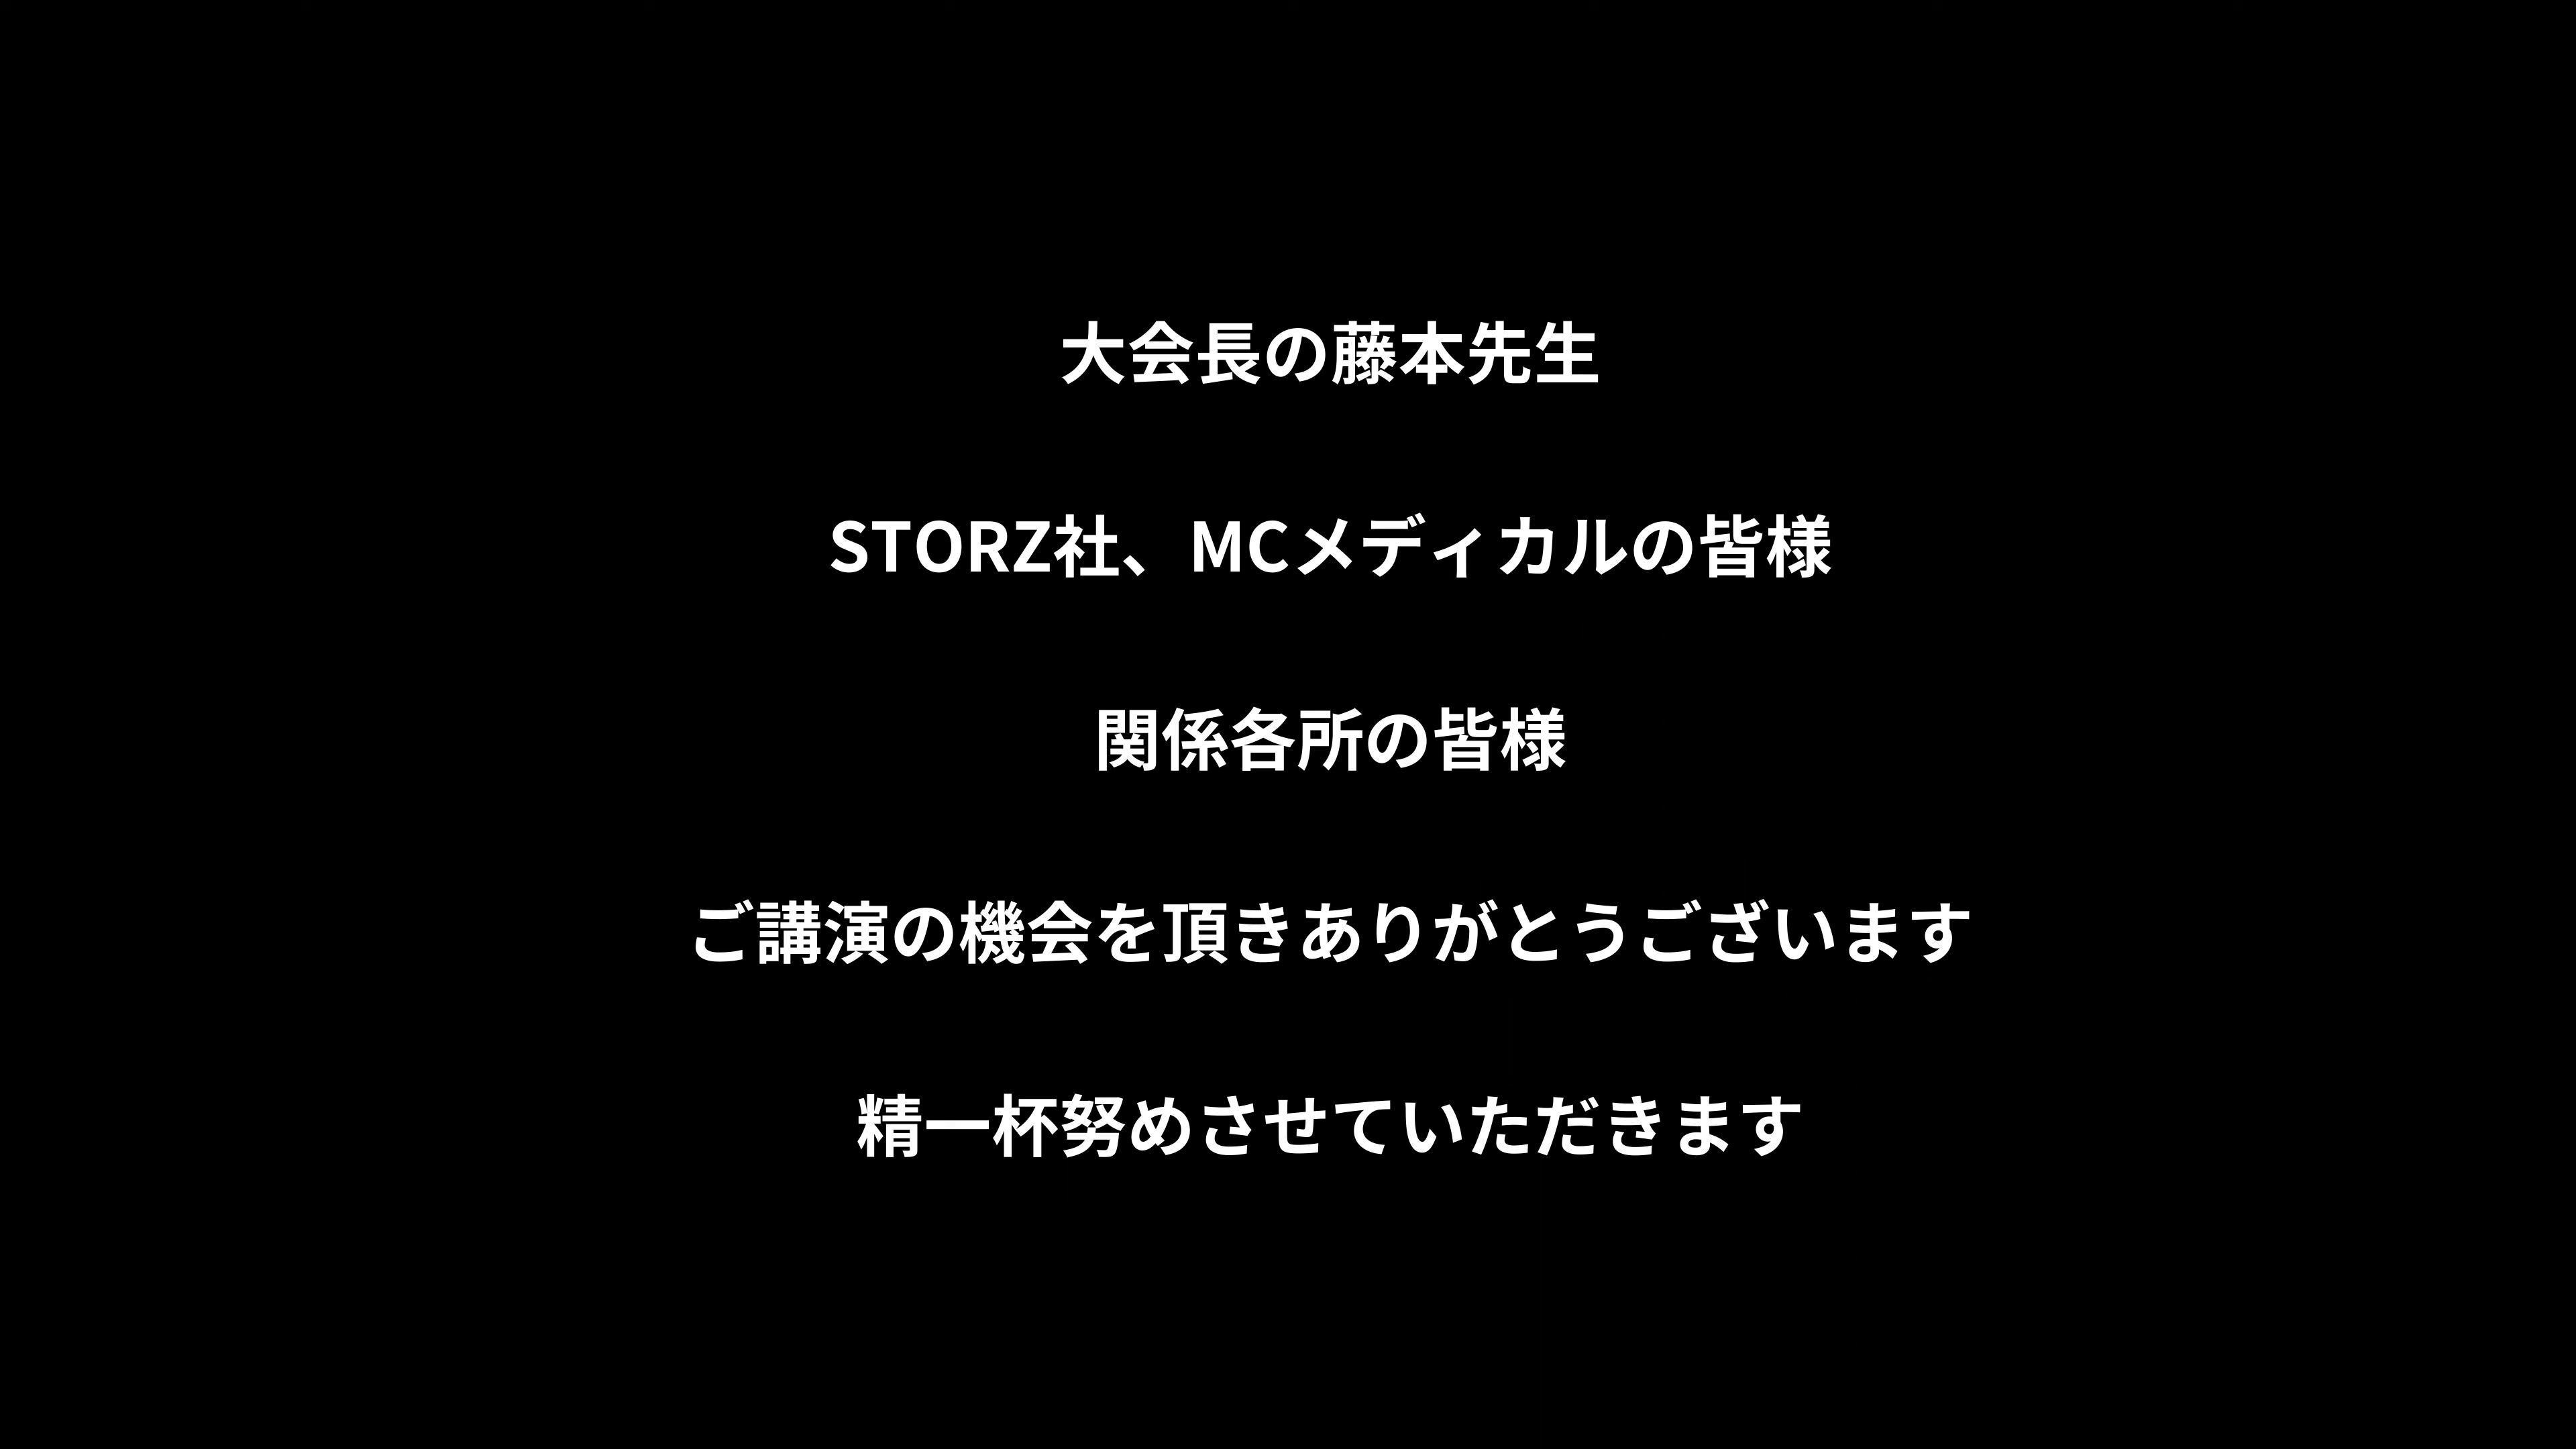 大会長の藤本先生
STORZ社、MCメディカルの皆様
関係各所の皆様
ご講演の機会を頂きありがとうございます
精一杯努めさせていただきます